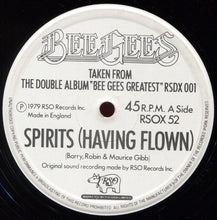 BEE GEES
TAKEN FROM
THE DOUBLE ALBUM "BEE GEES GREATEST" RSDX 001
℗ 1979 RSO Records Inc.
Made in England
45 R.P.M. A Side
RSOX 52
SPIRITS (HAVING FLOWN)
(Barry, Robin & Maurice Gibb)
Original sound recording made by RSO Records Inc.
RSO